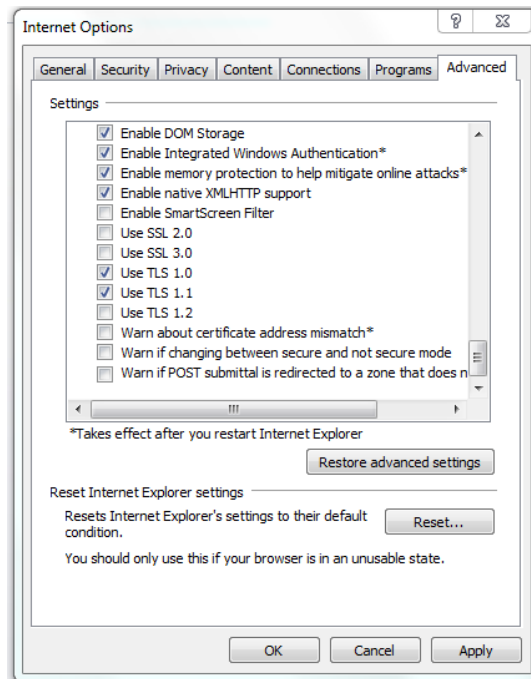 Internet Options
General Security Privacy Content Connections Programs Advanced
Settings
Enable DOM Storage
Enable Integrated Windows Authentication*
Enable memory protection to help mitigate online attacks*
Enable native XMLHTTP support
Enable SmartScreen Filter
Use SSL 2.0
Use SSL 3.0
Use TLS 1.0
Use TLS 1.1
Use TLS 1.2
Warn about certificate address mismatch*
Warn if changing between secure and not secure mode
Warn if POST submittal is redirected to a zone that does n
*Takes effect after you restart Internet Explorer
Restore advanced settings
Reset Internet Explorer settings
Resets Internet Explorer's settings to their default
condition.
Reset...
You should only use this if your browser is in an unusable state.
OK Cancel Apply